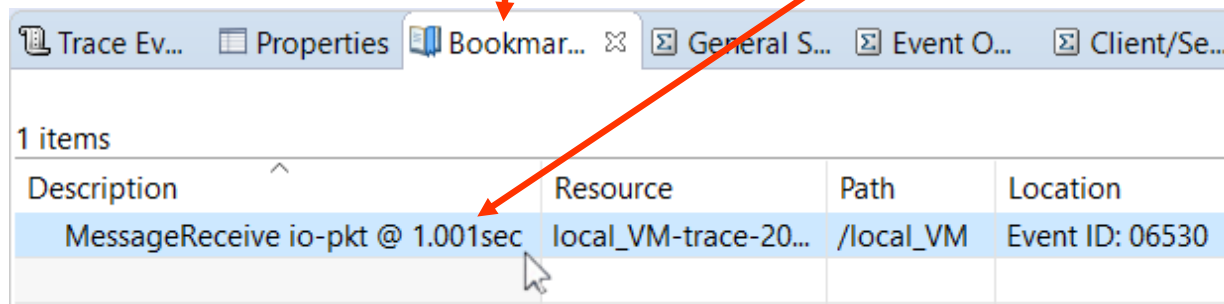 Trace Ev... Properties Bookmar... General S... Event O... Client/Se...
1 items
Description Resource Path Location
MessageReceive io-pkt @ 1.001sec local_VM-trace-20... /local_VM Event ID: 06530